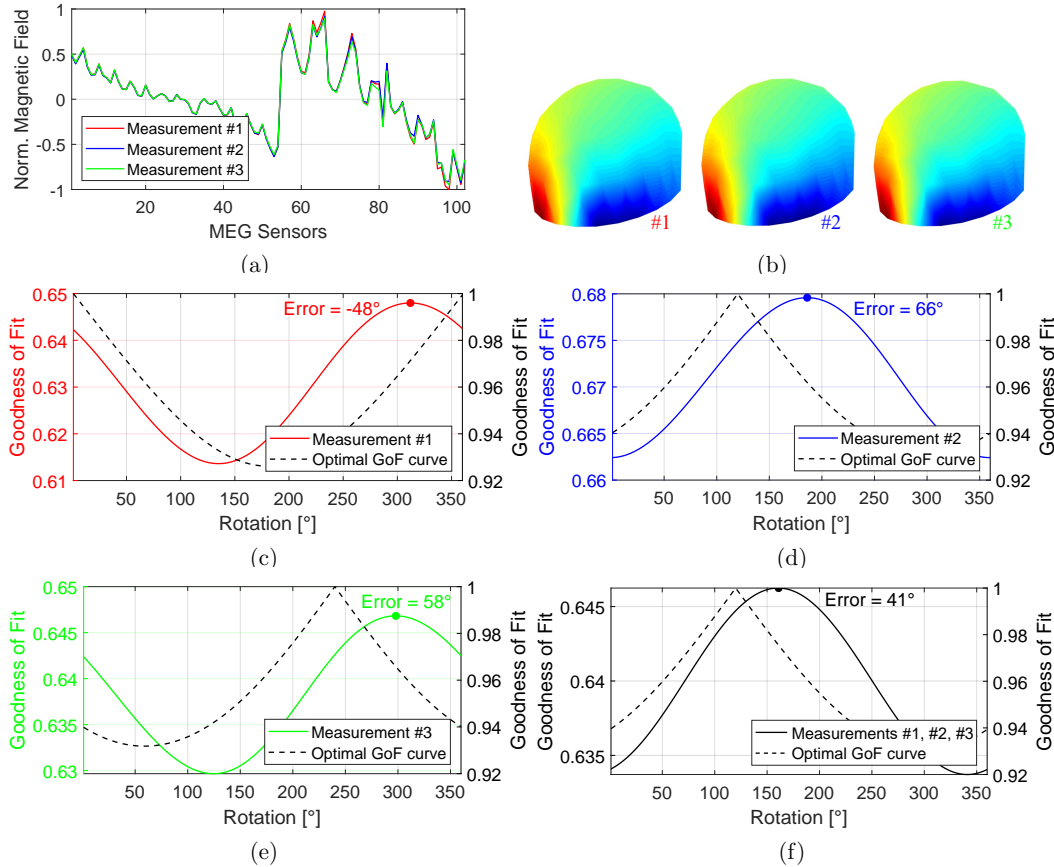 Norm. Magnetic Field
1
0.5
0
-0.5
-1
Measurement #1
Measurement #2
Measurement #3
20 40 60 80 100
MEG Sensors
(a)
#1 #2 #3
(b)
Goodness of Fit
0.65
0.64
0.63
0.62
0.61
Error = -48°
Measurement #1
Optimal GoF curve
1
0.98
0.96
0.94
0.92
Goodness of Fit
50 100 150 200 250 300 350
Rotation [°]
(c)
Goodness of Fit
0.68
0.675
0.67
0.665
0.66
Error = 66°
Measurement #2
Optimal GoF curve
1
0.98
0.96
0.94
0.92
Goodness of Fit
50 100 150 200 250 300 350
Rotation [°]
(d)
Goodness of Fit
0.65
0.645
0.64
0.635
0.63
Error = 58°
Measurement #3
Optimal GoF curve
1
0.98
0.96
0.94
0.92
Goodness of Fit
50 100 150 200 250 300 350
Rotation [°]
(e)
Goodness of Fit
0.645
0.64
0.635
Error = 41°
Measurements #1, #2, #3
Optimal GoF curve
1
0.98
0.96
0.94
0.92
Goodness of Fit
50 100 150 200 250 300 350
Rotation [°]
(f)